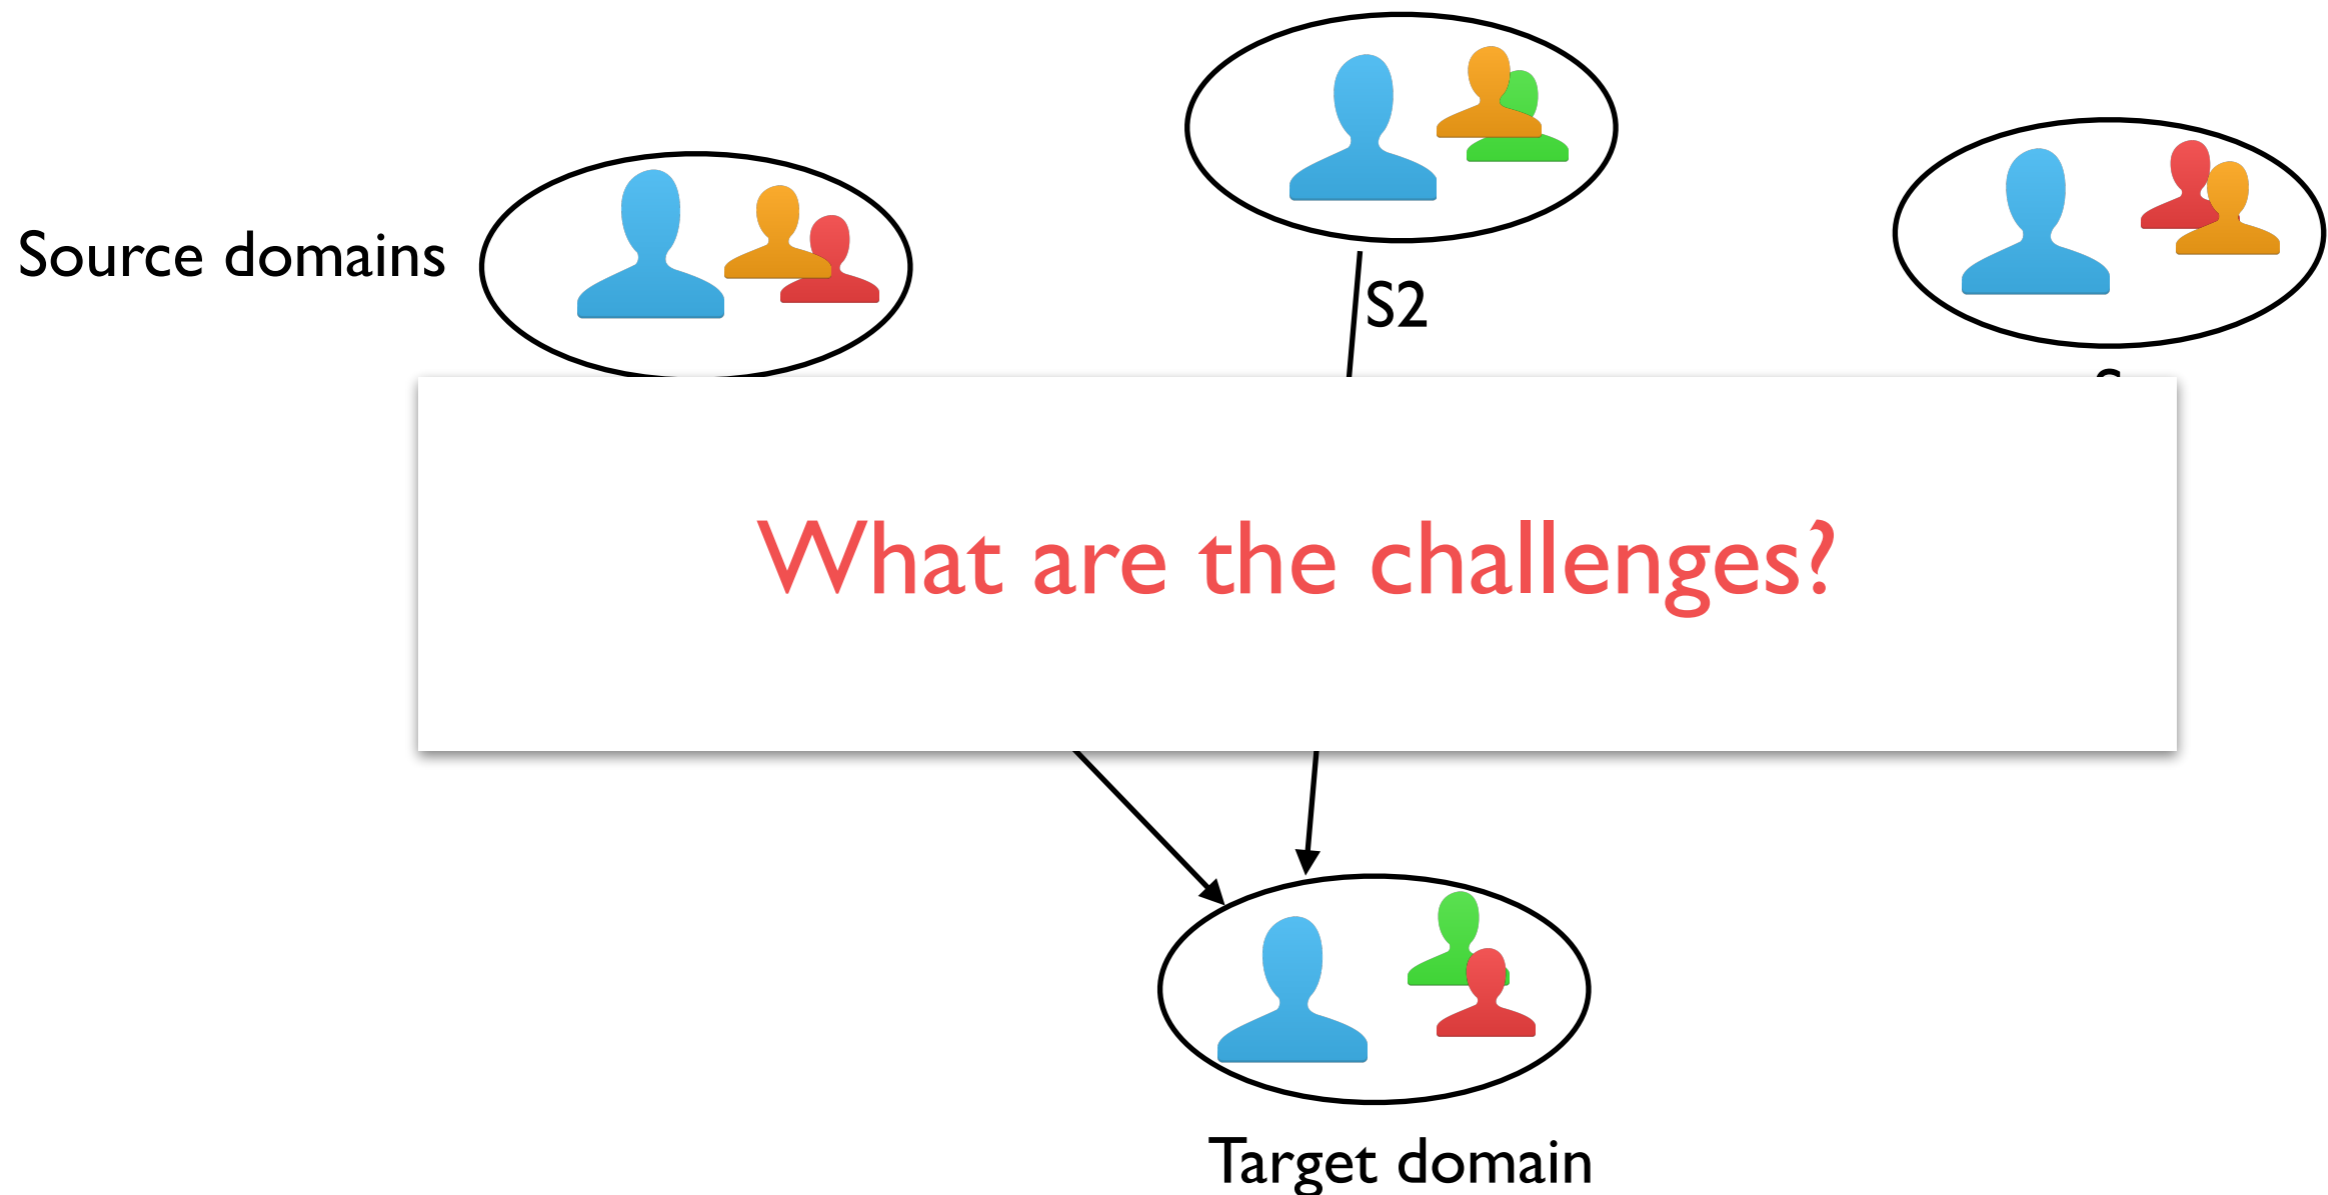 Source domains
S2
What are the challenges?
Target domain